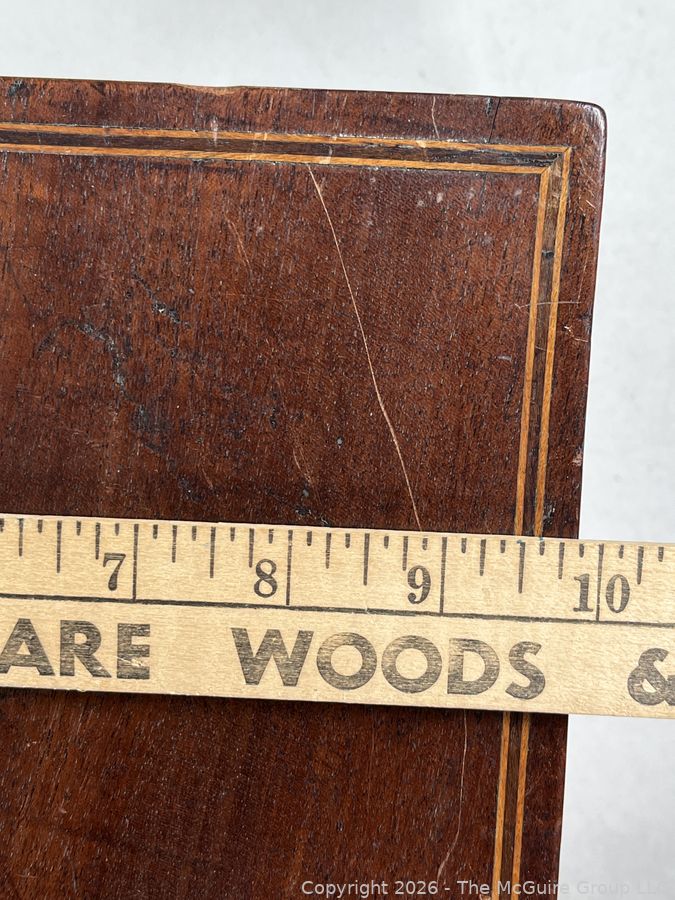 7 8 9 10
ARE WOODS &
Copyright 2026 - The McGuire Group LLC